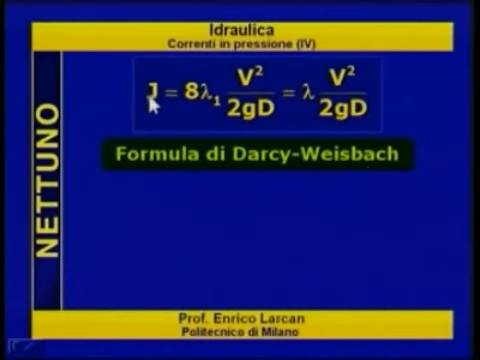 Idraulica
Correnti in pressione (IV)
NETTUNO
J = 8λ₁ V²/2gD = λ V²/2gD
Formula di Darcy-Weisbach
Prof. Enrico Larcan
Politecnico di Milano